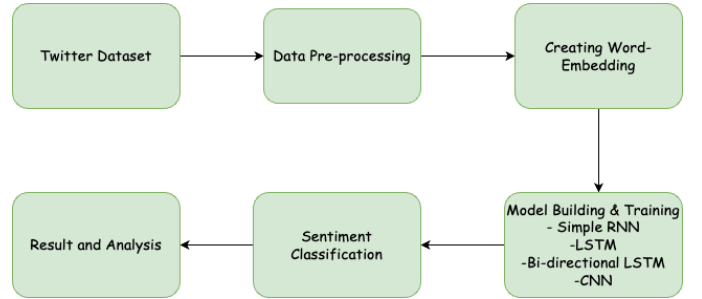 Twitter Dataset
Data Pre-processing
Creating Word-
Embedding
Model Building & Training
- Simple RNN
-LSTM
-Bi-directional LSTM
-CNN
Sentiment
Classification
Result and Analysis